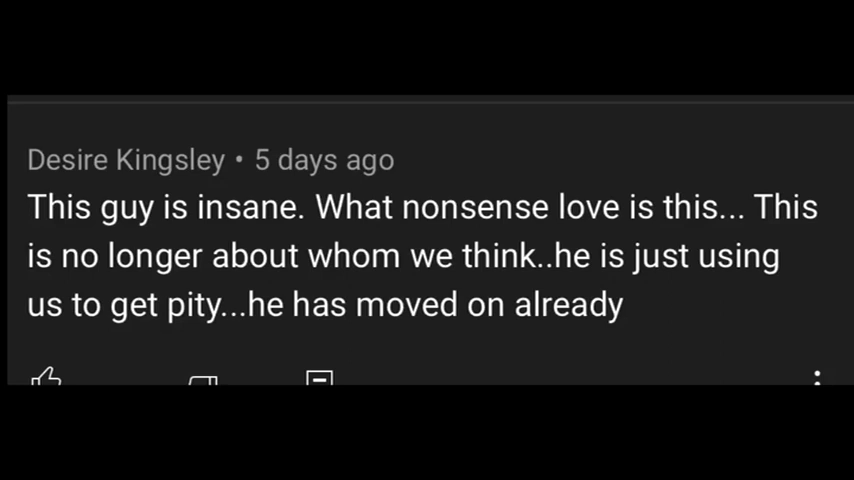 Desire Kingsley • 5 days ago
This guy is insane. What nonsense love is this... This
is no longer about whom we think..he is just using
us to get pity...he has moved on already